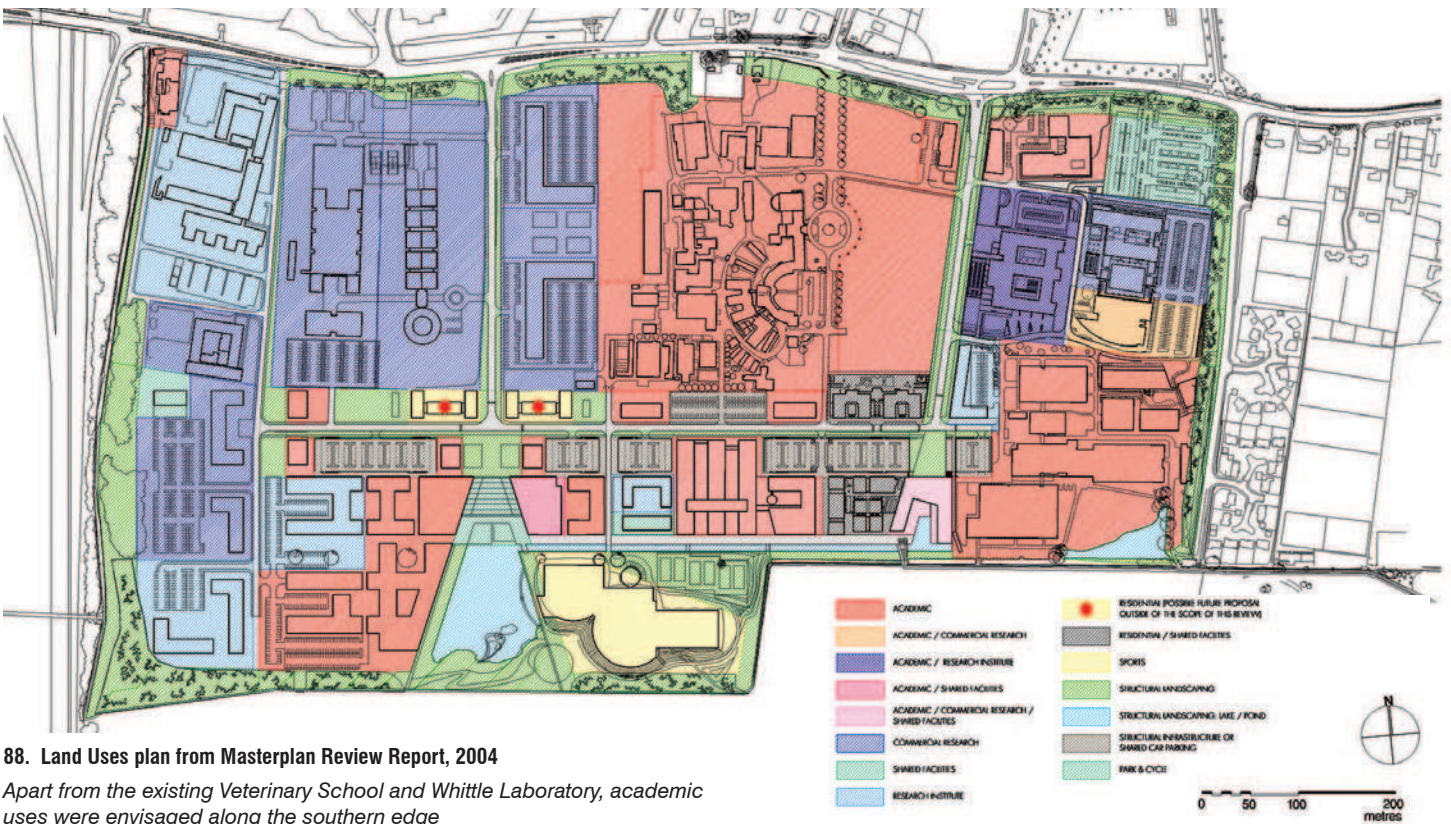 ACADEMIC
ACADEMIC / COMMERCIAL RESEARCH
ACADEMIC / RESEARCH INSTITUTE
ACADEMIC / SHARED FACILITIES
ACADEMIC / COMMERCIAL RESEARCH /
SHARED FACILITIES
COMMERCIAL RESEARCH
SHARED FACILITIES
RESEARCH INSTITUTE
RESIDENTIAL (POSSIBLE FUTURE PROPOSAL
OUTSIDE OF THE SCOPE OF THIS REVIEW)
RESIDENTIAL / SHARED FACILITIES
SPORTS
STRUCTURAL LANDSCAPING
STRUCTURAL LANDSCAPING: LAKE / POND
STRUCTURAL INFRASTRUCTURE OR
SHARED CAR PARKING
PARK & CYCLE
N
0 50 100 200
metres
88. Land Uses plan from Masterplan Review Report, 2004
Apart from the existing Veterinary School and Whittle Laboratory, academic
uses were envisaged along the southern edge